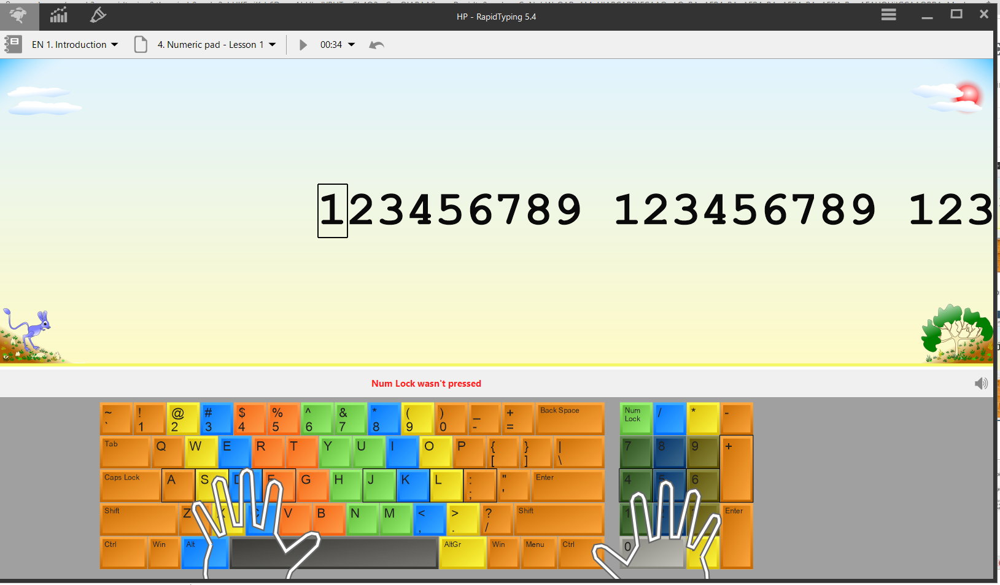 HP - RapidTyping 5.4
EN 1. Introduction
4. Numeric pad - Lesson 1
00:34
123456789 123456789 123
Num Lock wasn't pressed
~ ` ! 1 @ 2 # 3 $ 4 % 5 ^ 6 & 7 * 8 ( 9 ) 0 _ - + = Back Space
Num Lock / * -
Tab Q W E R T Y U I O P { [ } ] | \
7 8 9 +
Caps Lock A S D F G H J K L : ; " ' Enter
4 5 6
Shift Z X C V B N M < , > . ? / Shift
1 Enter
Ctrl Win Alt AltGr Win Menu Ctrl
0